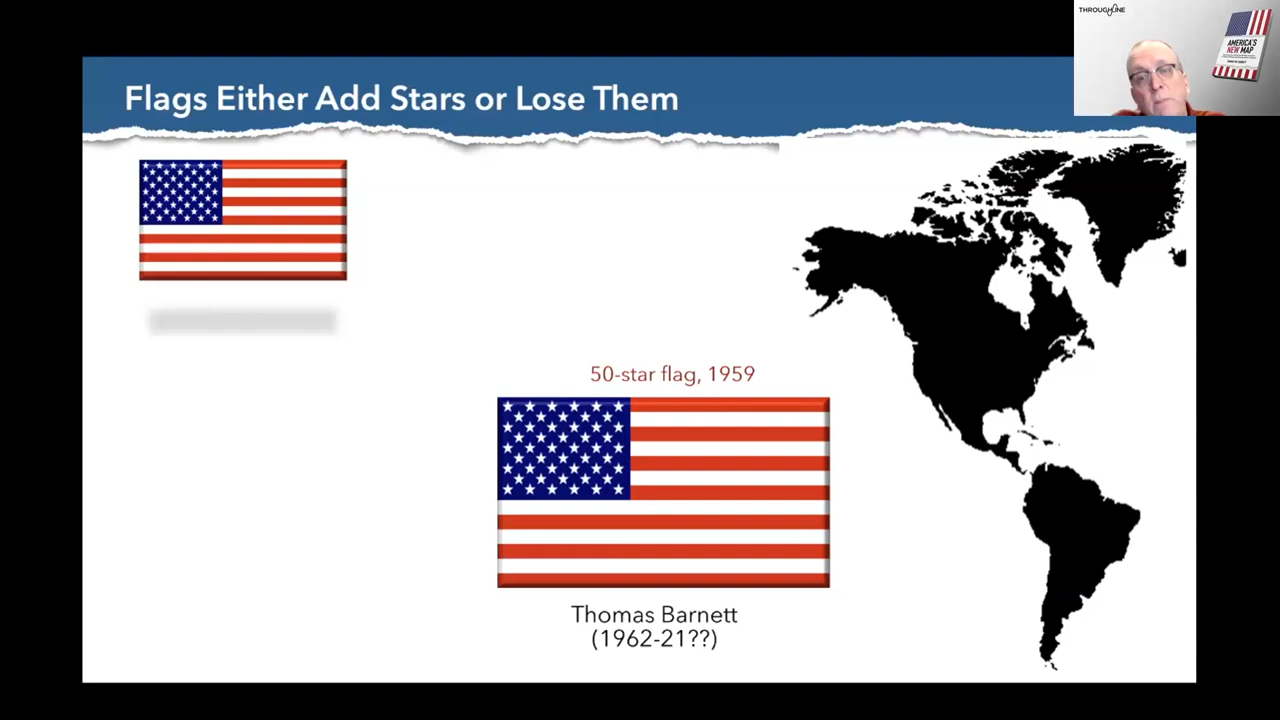 THROUGHLINE
AMERICA'S
NEW MAP
Flags Either Add Stars or Lose Them
50-star flag, 1959
Thomas Barnett
(1962-21??)